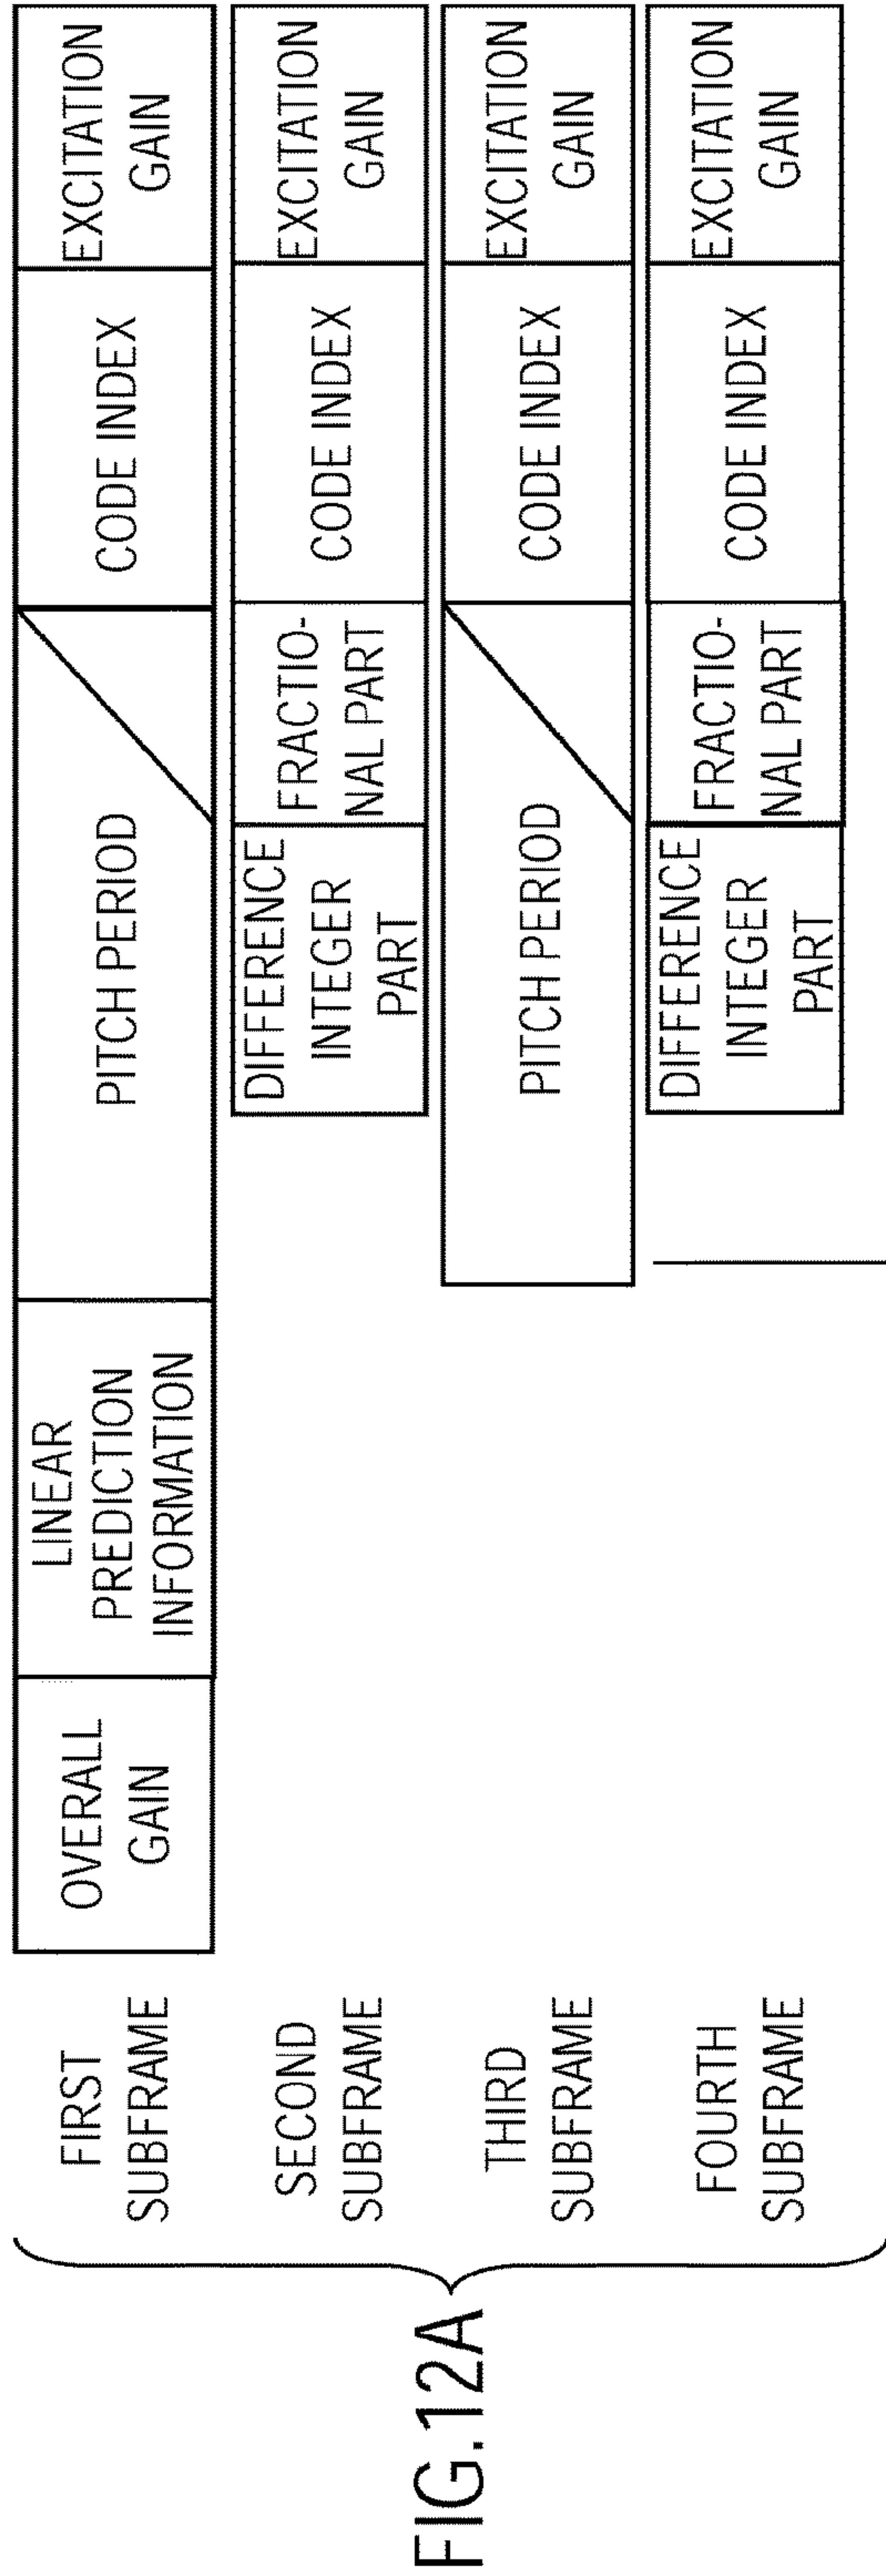 FIG.12A
FIRST
SUBFRAME
OVERALL
GAIN
LINEAR
PREDICTION
INFORMATION
PITCH PERIOD
CODE INDEX
EXCITATION
GAIN
SECOND
SUBFRAME
DIFFERENCE
INTEGER
PART
FRACTIO-
NAL PART
CODE INDEX
EXCITATION
GAIN
THIRD
SUBFRAME
PITCH PERIOD
CODE INDEX
EXCITATION
GAIN
FOURTH
SUBFRAME
DIFFERENCE
INTEGER
PART
FRACTIO-
NAL PART
CODE INDEX
EXCITATION
GAIN